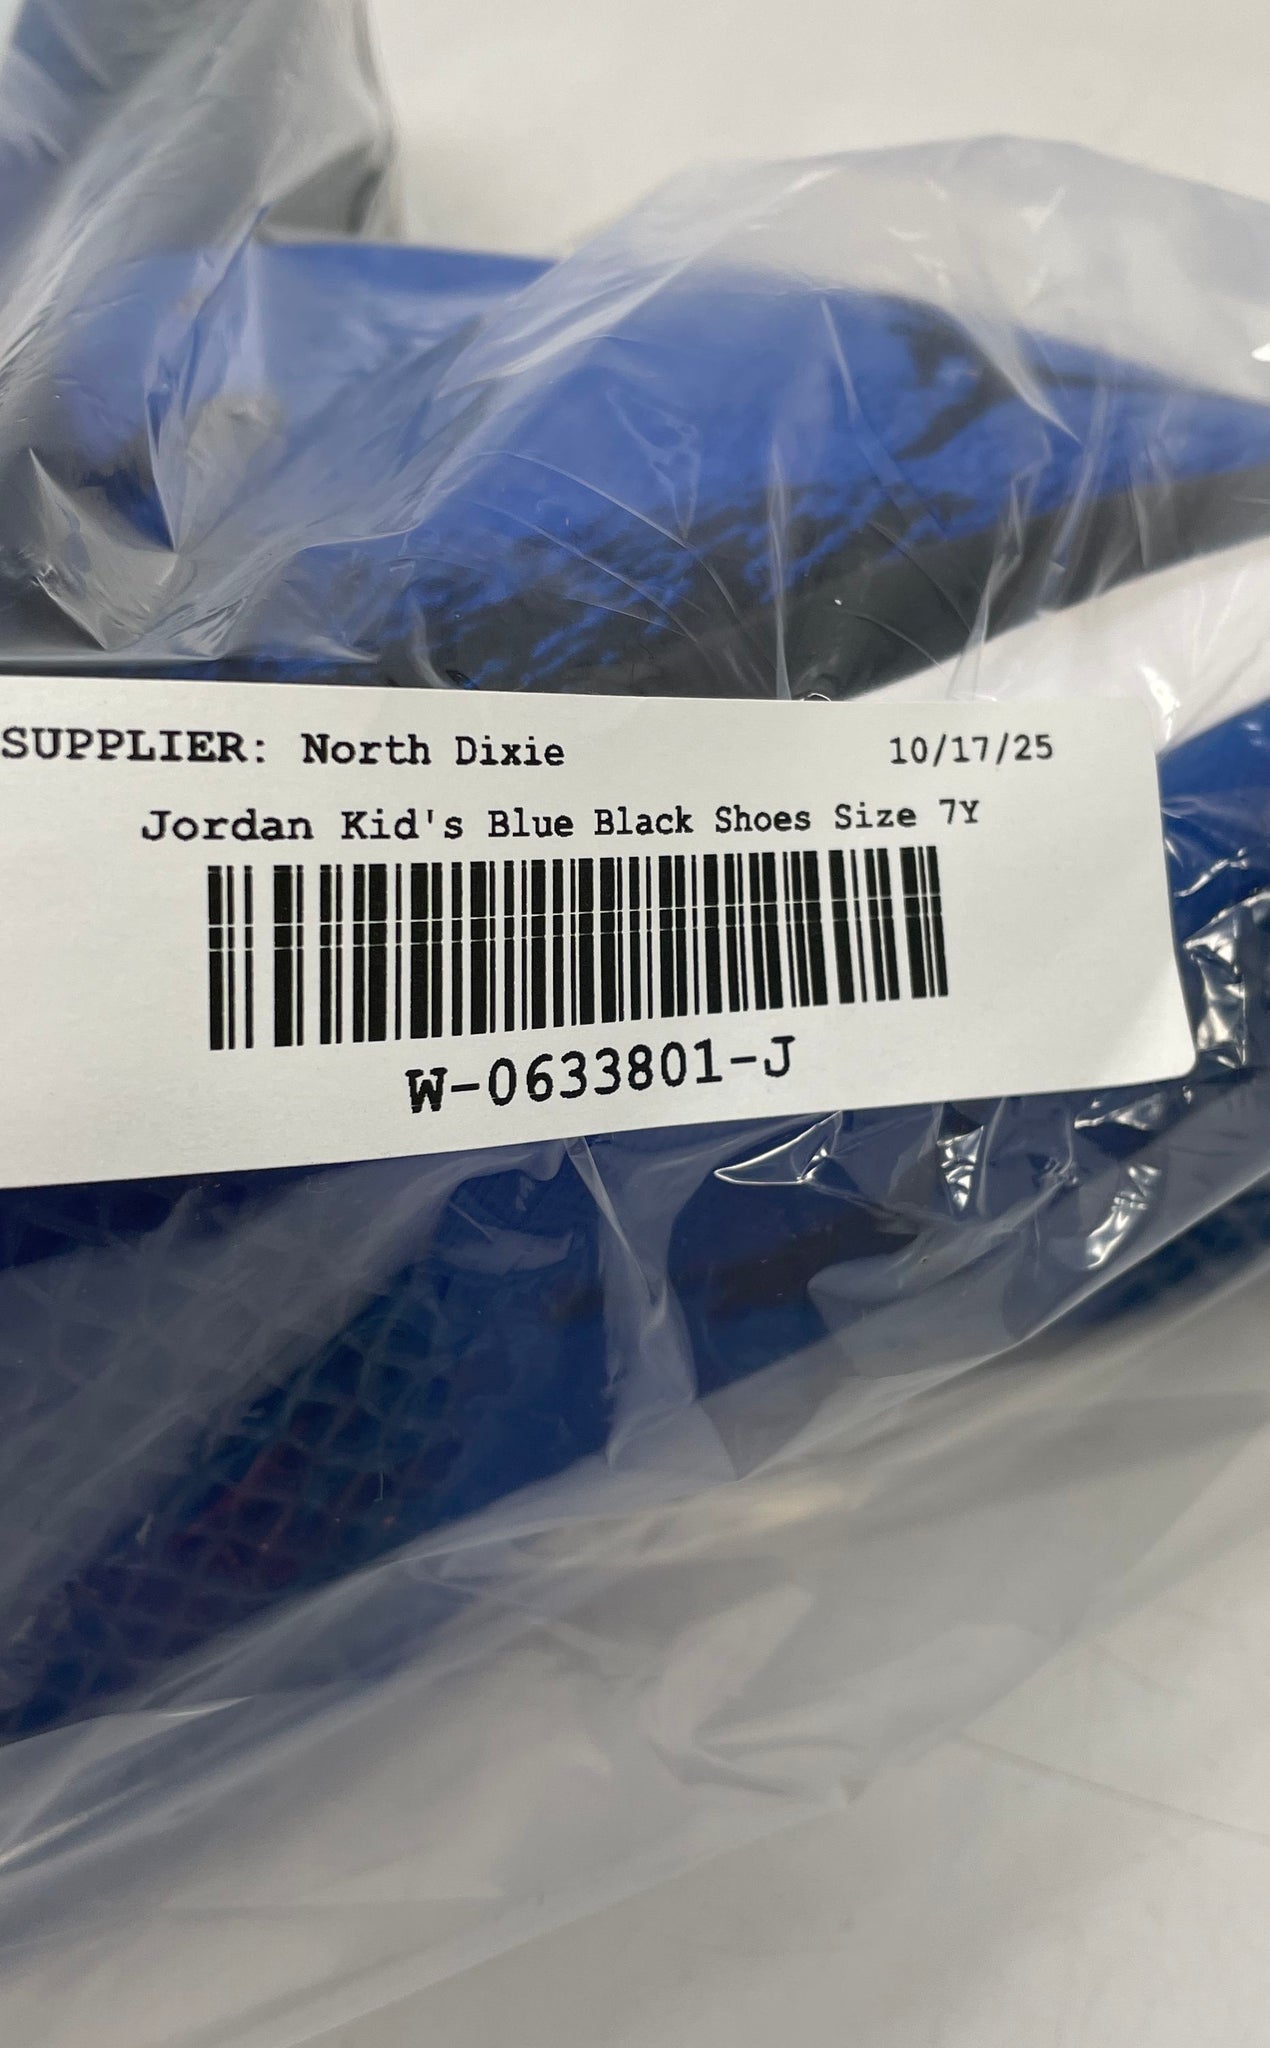 SUPPLIER: North Dixie 10/17/25
Jordan Kid's Blue Black Shoes Size 7Y
W-0633801-J